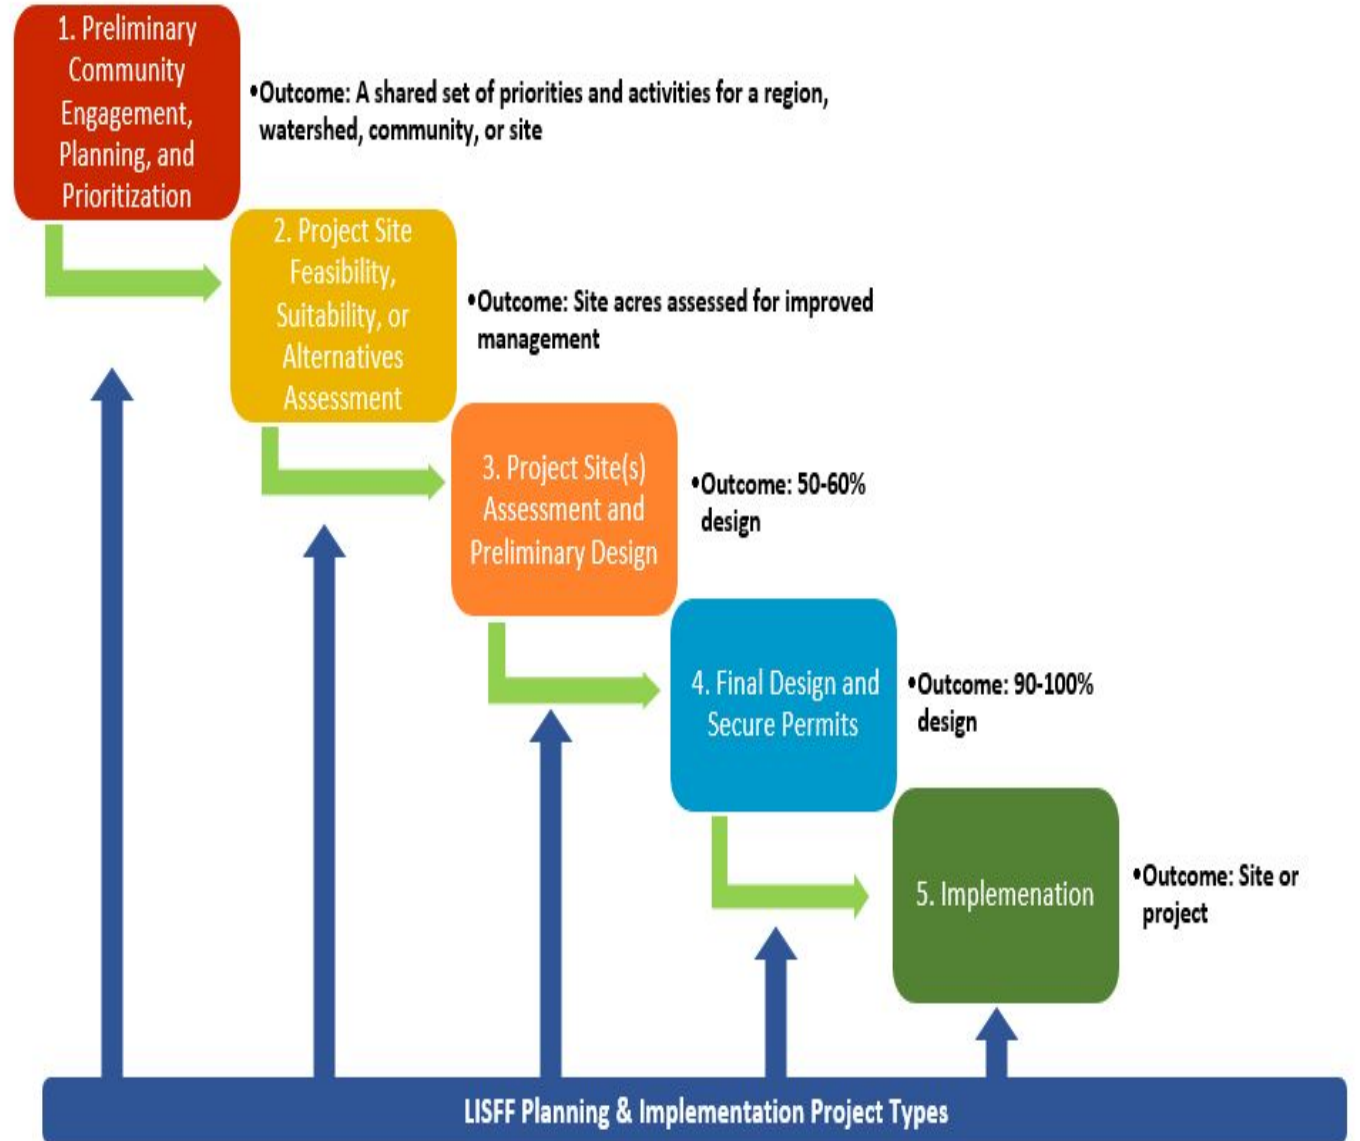 1. Preliminary
Community
Engagement,
Planning, and
Prioritization
•Outcome: A shared set of priorities and activities for a region,
watershed, community, or site
2. Project Site
Feasibility,
Suitability, or
Alternatives
Assessment
•Outcome: Site acres assessed for improved
management
3. Project Site(s)
Assessment and
Preliminary Design
•Outcome: 50-60%
design
4. Final Design and
Secure Permits
•Outcome: 90-100%
design
5. Implemenation
•Outcome: Site or
project
LISFF Planning & Implementation Project Types